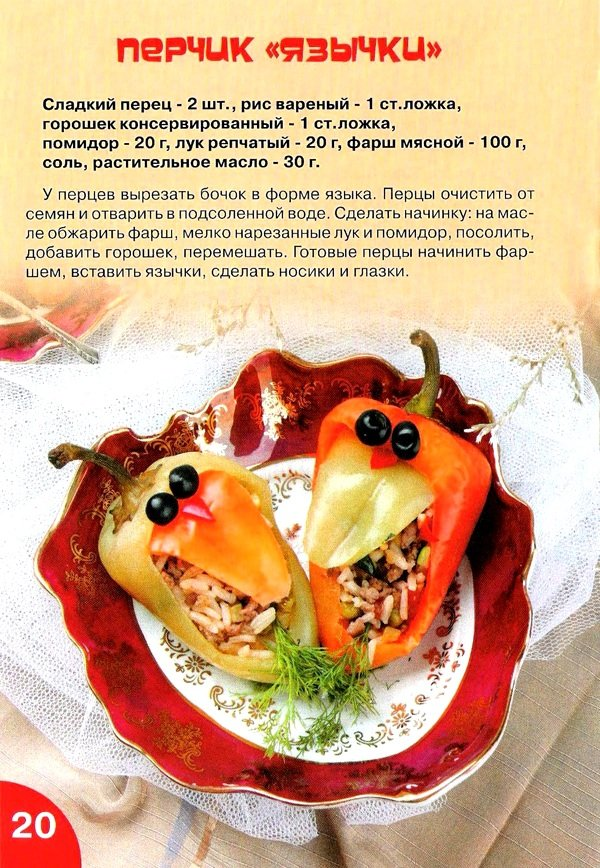 ПЕРЧИК «ЯЗЫЧКИ»
Сладкий перец - 2 шт., рис вареный - 1 ст.ложка,
горошек консервированный - 1 ст.ложка,
помидор - 20 г, лук репчатый - 20 г, фарш мясной - 100 г,
соль, растительное масло - 30 г.
У перцев вырезать бочок в форме языка. Перцы очистить от
семян и отварить в подсоленной воде. Сделать начинку: на мас-
ле обжарить фарш, мелко нарезанные лук и помидор, посолить,
добавить горошек, перемешать. Готовые перцы начинить фар-
шем, вставить язычки, сделать носики и глазки.
20